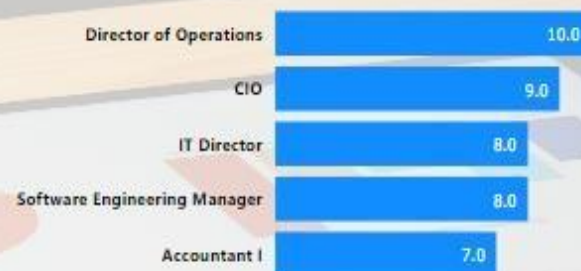 Director of Operations 10.0
CIO 9.0
IT Director 8.0
Software Engineering Manager 8.0
Accountant I 7.0